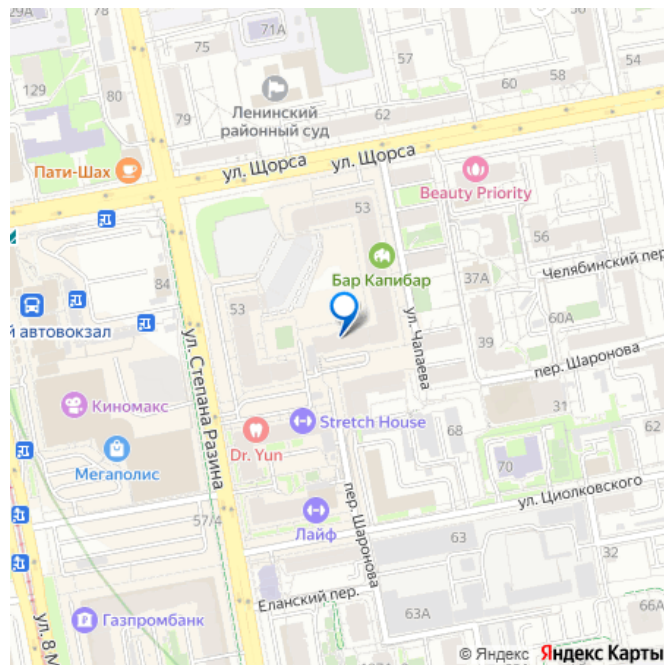 29А
75
71А
129
80
79
Ленинский
районный суд
62
60
58
54
Пати-Шах
ул. Щорса
ул. Щорса
Beauty Priority
53
56
Бар Капибар
37А
Челябинский пер.
84
53
60А
й автовокзал
ул. Степана Разина
ул. Чапаева
39
пер. Шаронова
Киномакс
31
Stretch House
Dr. Yun
68
62
Мегаполис
70
ул. Циолковского
57/4
Лайф
пер. Шаронова
63
32
Еланский пер.
63А
66А
Газпромбанк
ул. 8 М
© Яндекс Яндекс Карты